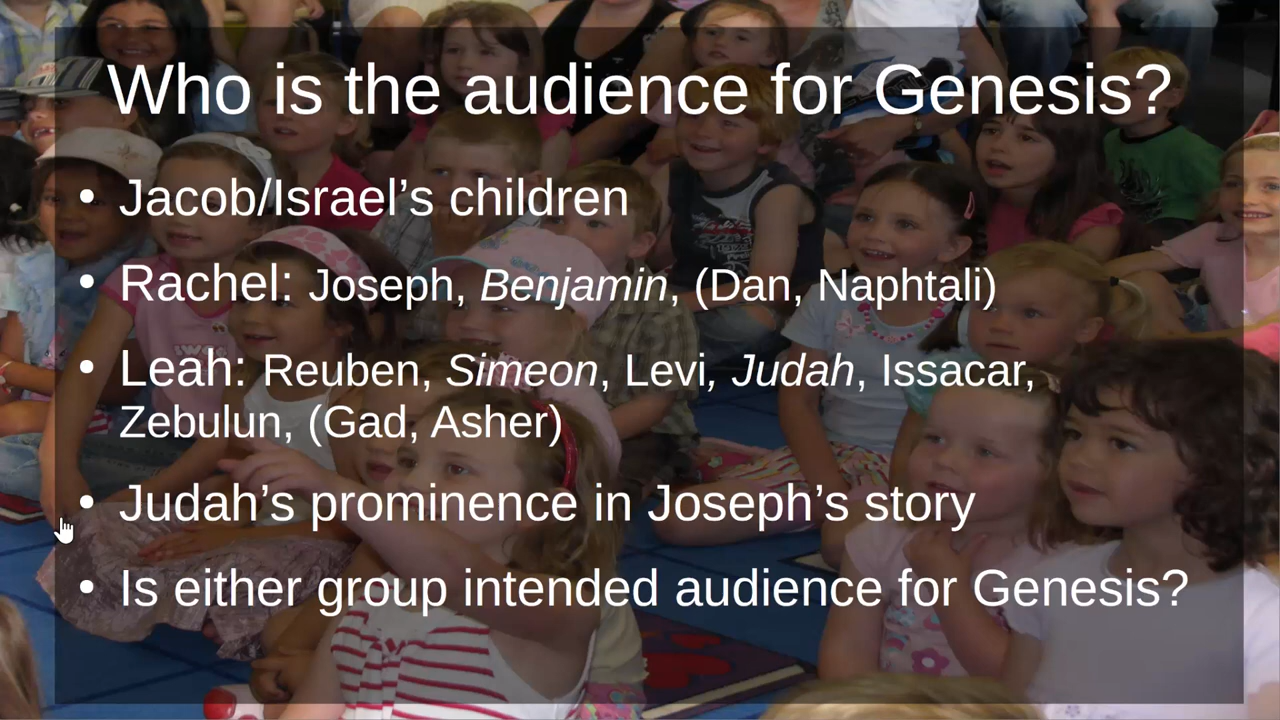 Who is the audience for Genesis?
• Jacob/Israel’s children
• Rachel: Joseph, Benjamin, (Dan, Naphtali)
• Leah: Reuben, Simeon, Levi, Judah, Issacar,
Zebulun, (Gad, Asher)
• Judah’s prominence in Joseph’s story
• Is either group intended audience for Genesis?